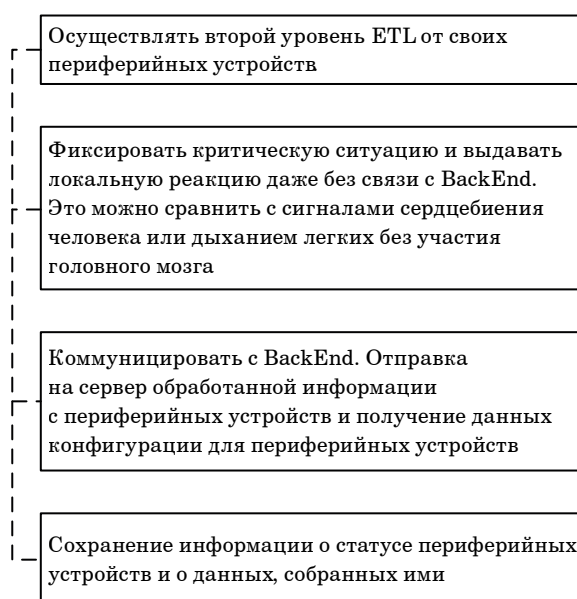 Осуществлять второй уровень ETL от своих
периферийных устройств
Фиксировать критическую ситуацию и выдавать
локальную реакцию даже без связи с BackEnd.
Это можно сравнить с сигналами сердцебиения
человека или дыханием легких без участия
головного мозга
Коммуницировать с BackEnd. Отправка
на сервер обработанной информации
с периферийных устройств и получение данных
конфигурации для периферийных устройств
Сохранение информации о статусе периферийных
устройств и о данных, собранных ими